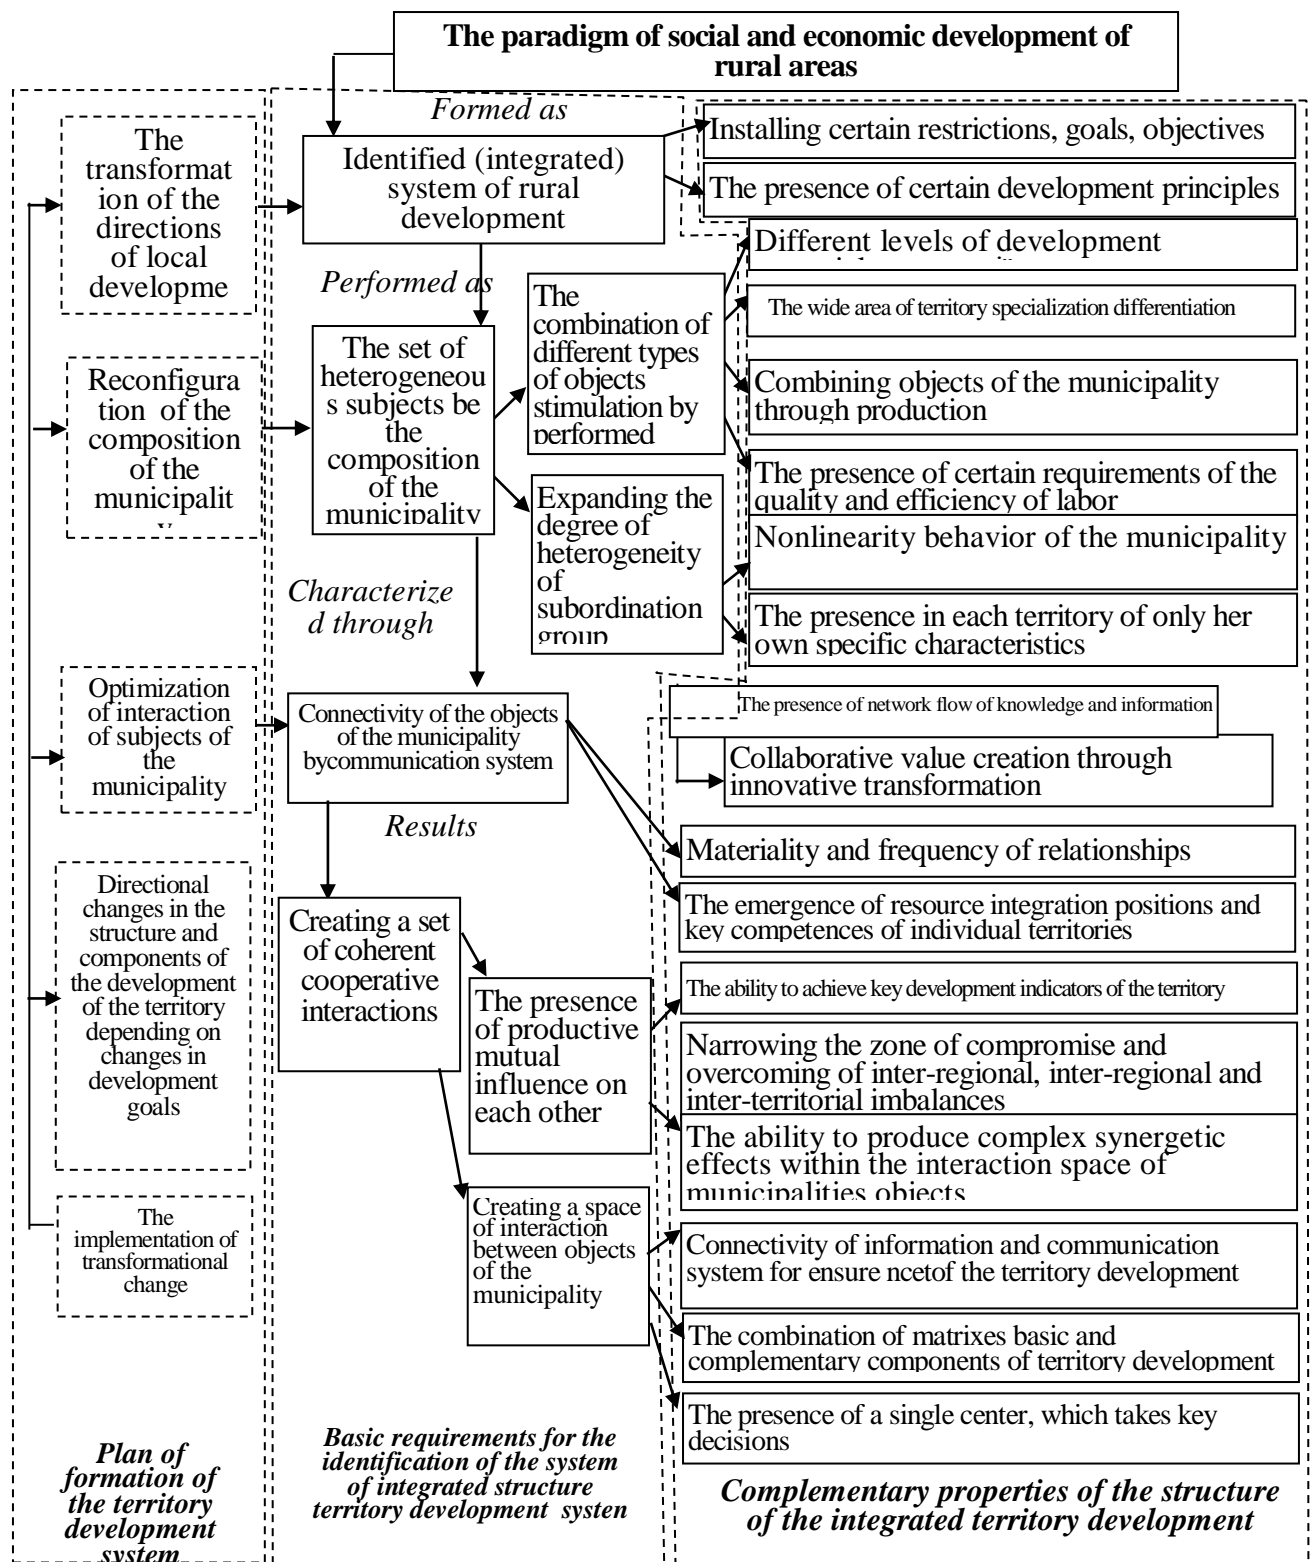 The paradigm of social and economic development of
rural areas
Formed as
The
transformat
ion of the
directions
of local
developme
Identified (integrated)
system of rural
development
Installing certain restrictions, goals, objectives
The presence of certain development principles
Performed as
Different levels of development
The
combination of
different types
of objects
stimulation by
performed
The wide area of territory specialization differentiation
Combining objects of the municipality
through production
The presence of certain requirements of the
quality and efficiency of labor
Reconfigura
tion of the
composition
of the
municipalit
y
The set of
heterogeneou
s subjects be
the
composition
of the
municipality
Expanding the
degree of
heterogeneity
of
subordination
group
Nonlinearity behavior of the municipality
The presence in each territory of only her
own specific characteristics
Characterize
d through
Optimization
of interaction
of subjects of
the
municipality
Connectivity of the objects
of the municipality
bycommunication system
The presence of network flow of knowledge and information
Collaborative value creation through
innovative transformation
Results
Materiality and frequency of relationships
The emergence of resource integration positions and
key competences of individual territories
Directional
changes in the
structure and
components of
the development
of the territory
depending on
changes in
development
goals
Creating a set
of coherent
cooperative
interactions
The presence
of productive
mutual
influence on
each other
The ability to achieve key development indicators of the territory
Narrowing the zone of compromise and
overcoming of inter-regional, inter-regional and
inter-territorial imbalances
The ability to produce complex synergetic
effects within the interaction space of
municipalities objects
The
implementation of
transformational
change
Creating a space
of interaction
between objects
of the
municipality
Connectivity of information and communication
system for ensure ncetof the territory development
The combination of matrixes basic and
complementary components of territory development
The presence of a single center, which takes key
decisions
Plan of
formation of
the territory
development
system
Basic requirements for the
identification of the system
of integrated structure
territory development systen
Complementary properties of the structure
of the integrated territory development